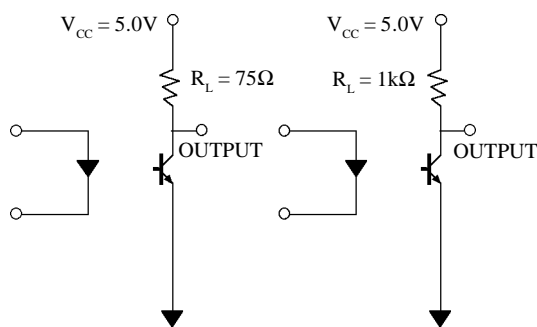 V_CC = 5.0V
R_L = 75Ω
OUTPUT
V_CC = 5.0V
R_L = 1kΩ
OUTPUT